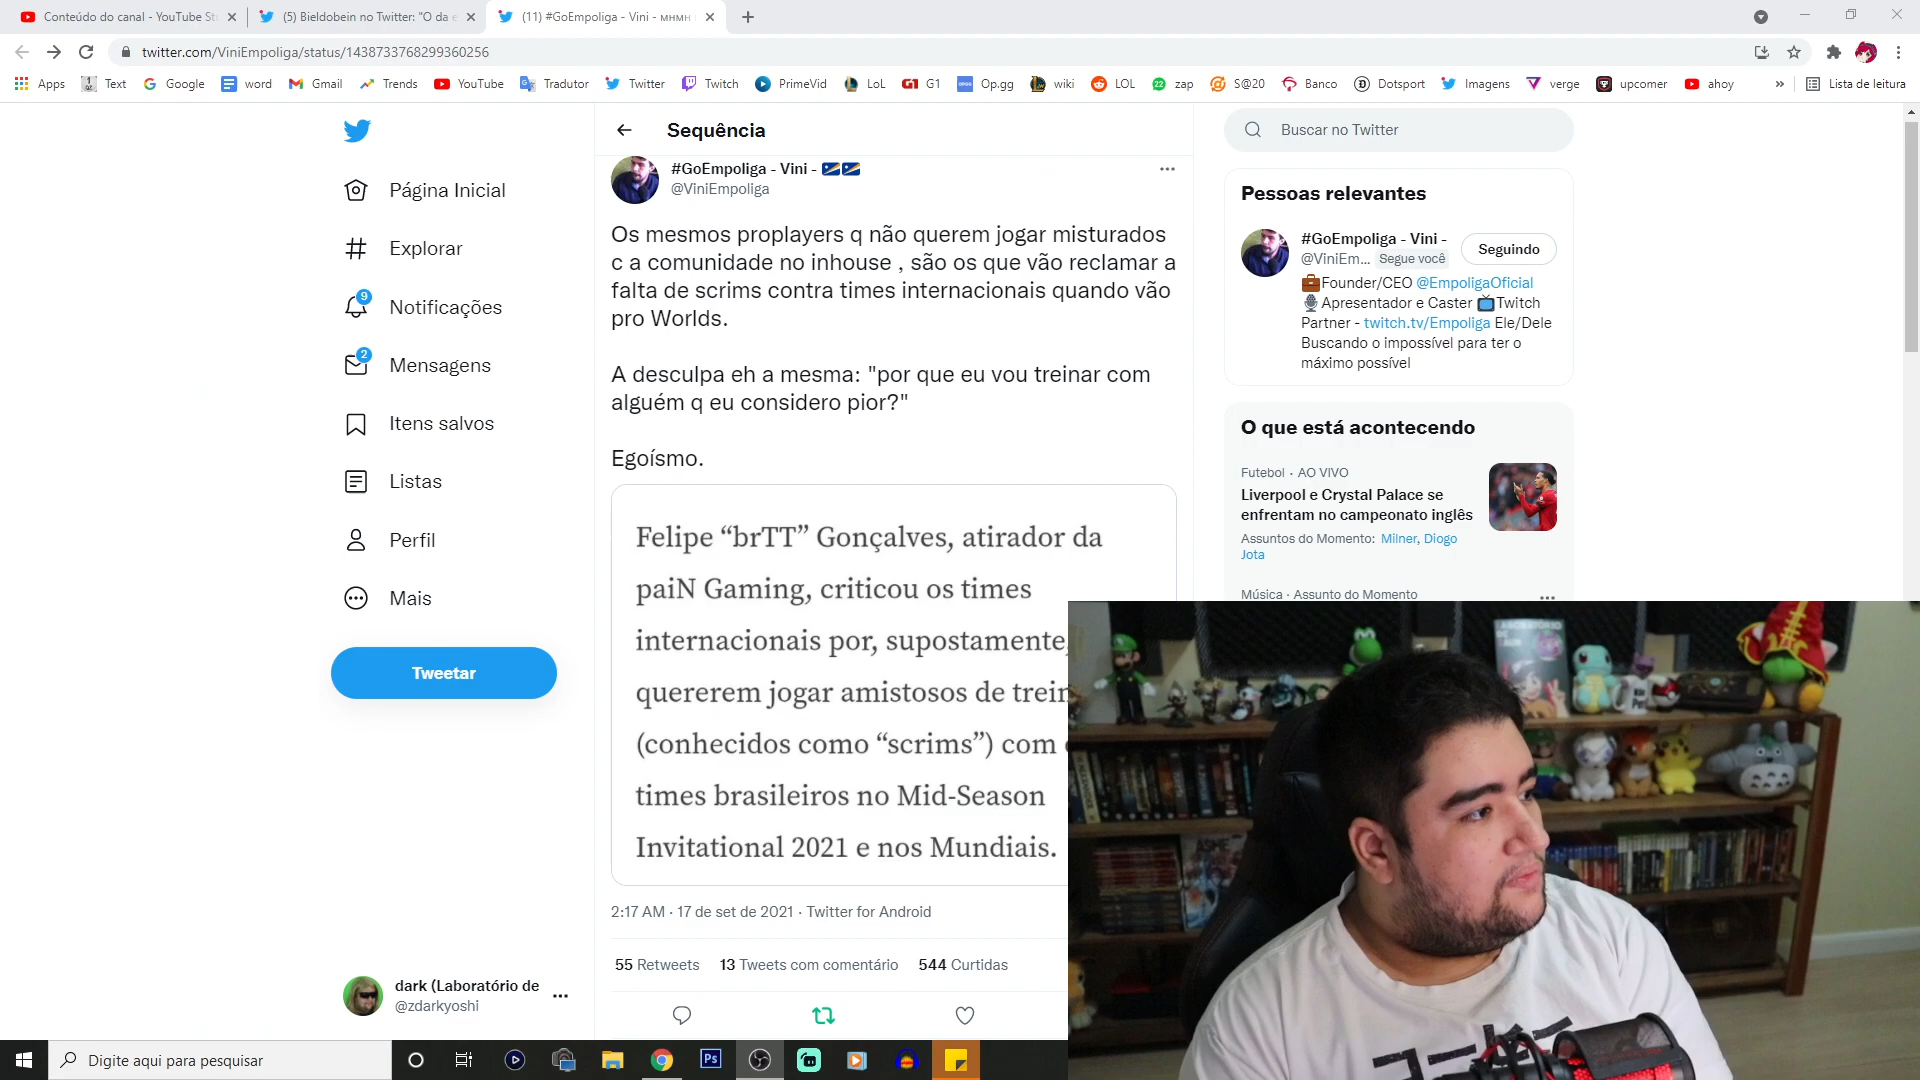 Conteúdo do canal - YouTube St
(5) Bieldobein no Twitter: "O da e
(11) #GoEmpoliga - Vini - мнмн
twitter.com/ViniEmpoliga/status/1438733768299360256
Apps
Text
Google
word
Gmail
Trends
YouTube
Tradutor
Twitter
Twitch
PrimeVid
LoL
G1
Op.gg
wiki
LOL
zap
S@20
Banco
Dotsport
Imagens
verge
upcomer
ahoy
»
Lista de leitura
Página Inicial
Explorar
9
Notificações
2
Mensagens
Itens salvos
Listas
Perfil
Mais
Tweetar
dark (Laboratório de
@zdarkyoshi
Sequência
#GoEmpoliga - Vini -
@ViniEmpoliga
Os mesmos proplayers q não querem jogar misturados
c a comunidade no inhouse , são os que vão reclamar a
falta de scrims contra times internacionais quando vão
pro Worlds.
A desculpa eh a mesma: "por que eu vou treinar com
alguém q eu considero pior?"
Egoísmo.
Felipe “brTT” Gonçalves, atirador da
paiN Gaming, criticou os times
internacionais por, supostamente,
quererem jogar amistosos de trein
(conhecidos como “scrims”) com
times brasileiros no Mid-Season
Invitational 2021 e nos Mundiais.
2:17 AM · 17 de set de 2021 · Twitter for Android
55 Retweets 13 Tweets com comentário 544 Curtidas
Buscar no Twitter
Pessoas relevantes
#GoEmpoliga - Vini -
@ViniEm... Segue você
Seguindo
Founder/CEO @EmpoligaOficial
Apresentador e Caster Twitch
Partner - twitch.tv/Empoliga Ele/Dele
Buscando o impossível para ter o
máximo possível
O que está acontecendo
Futebol · AO VIVO
Liverpool e Crystal Palace se
enfrentam no campeonato inglês
Assuntos do Momento: Milner, Diogo
Jota
Música · Assunto do Momento
Digite aqui para pesquisar
Ps